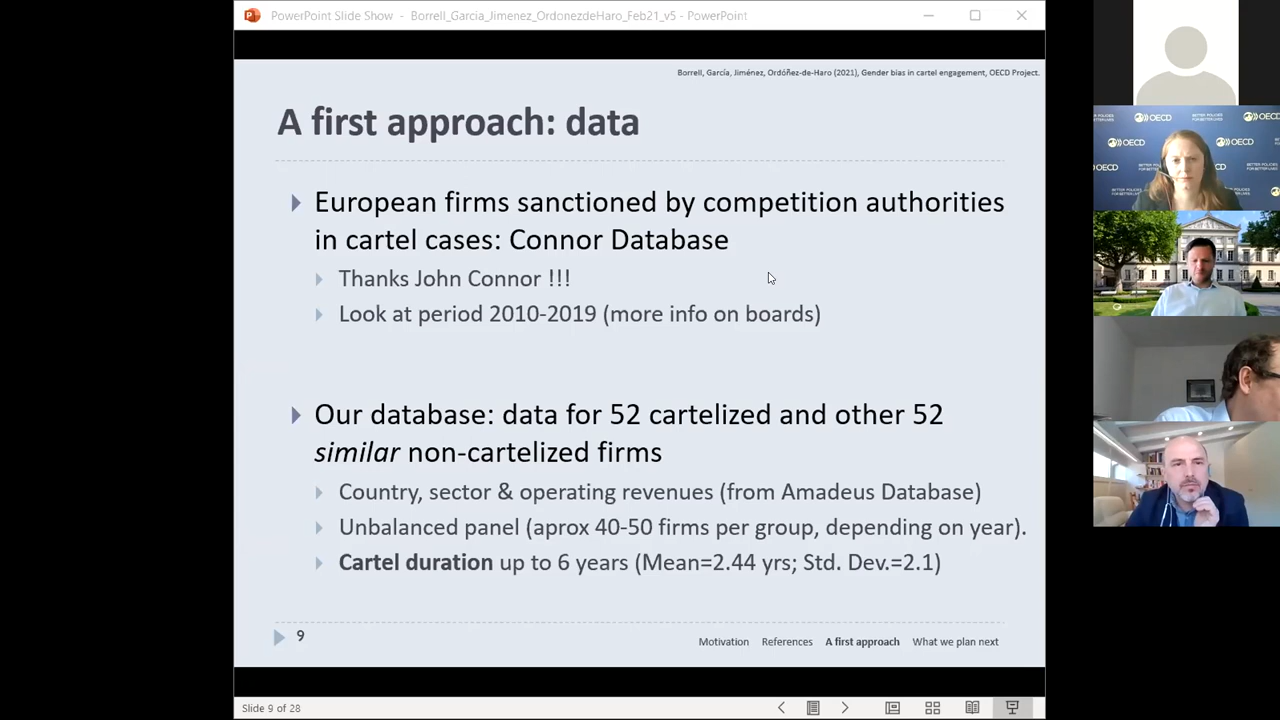 PowerPoint Slide Show - Borrell_Garcia_Jimenez_OrdonezdeHaro_Feb21_v5 - PowerPoint
Borrell, García, Jiménez, Ordóñez-de-Haro (2021), Gender bias in cartel engagement, OECD Project.
A first approach: data
European firms sanctioned by competition authorities
in cartel cases: Connor Database
Thanks John Connor !!!
Look at period 2010-2019 (more info on boards)
Our database: data for 52 cartelized and other 52
similar non-cartelized firms
Country, sector & operating revenues (from Amadeus Database)
Unbalanced panel (aprox 40-50 firms per group, depending on year).
Cartel duration up to 6 years (Mean=2.44 yrs; Std. Dev.=2.1)
9
Motivation References A first approach What we plan next
Slide 9 of 28
OECD
OECD
OECD
OECD
OECD